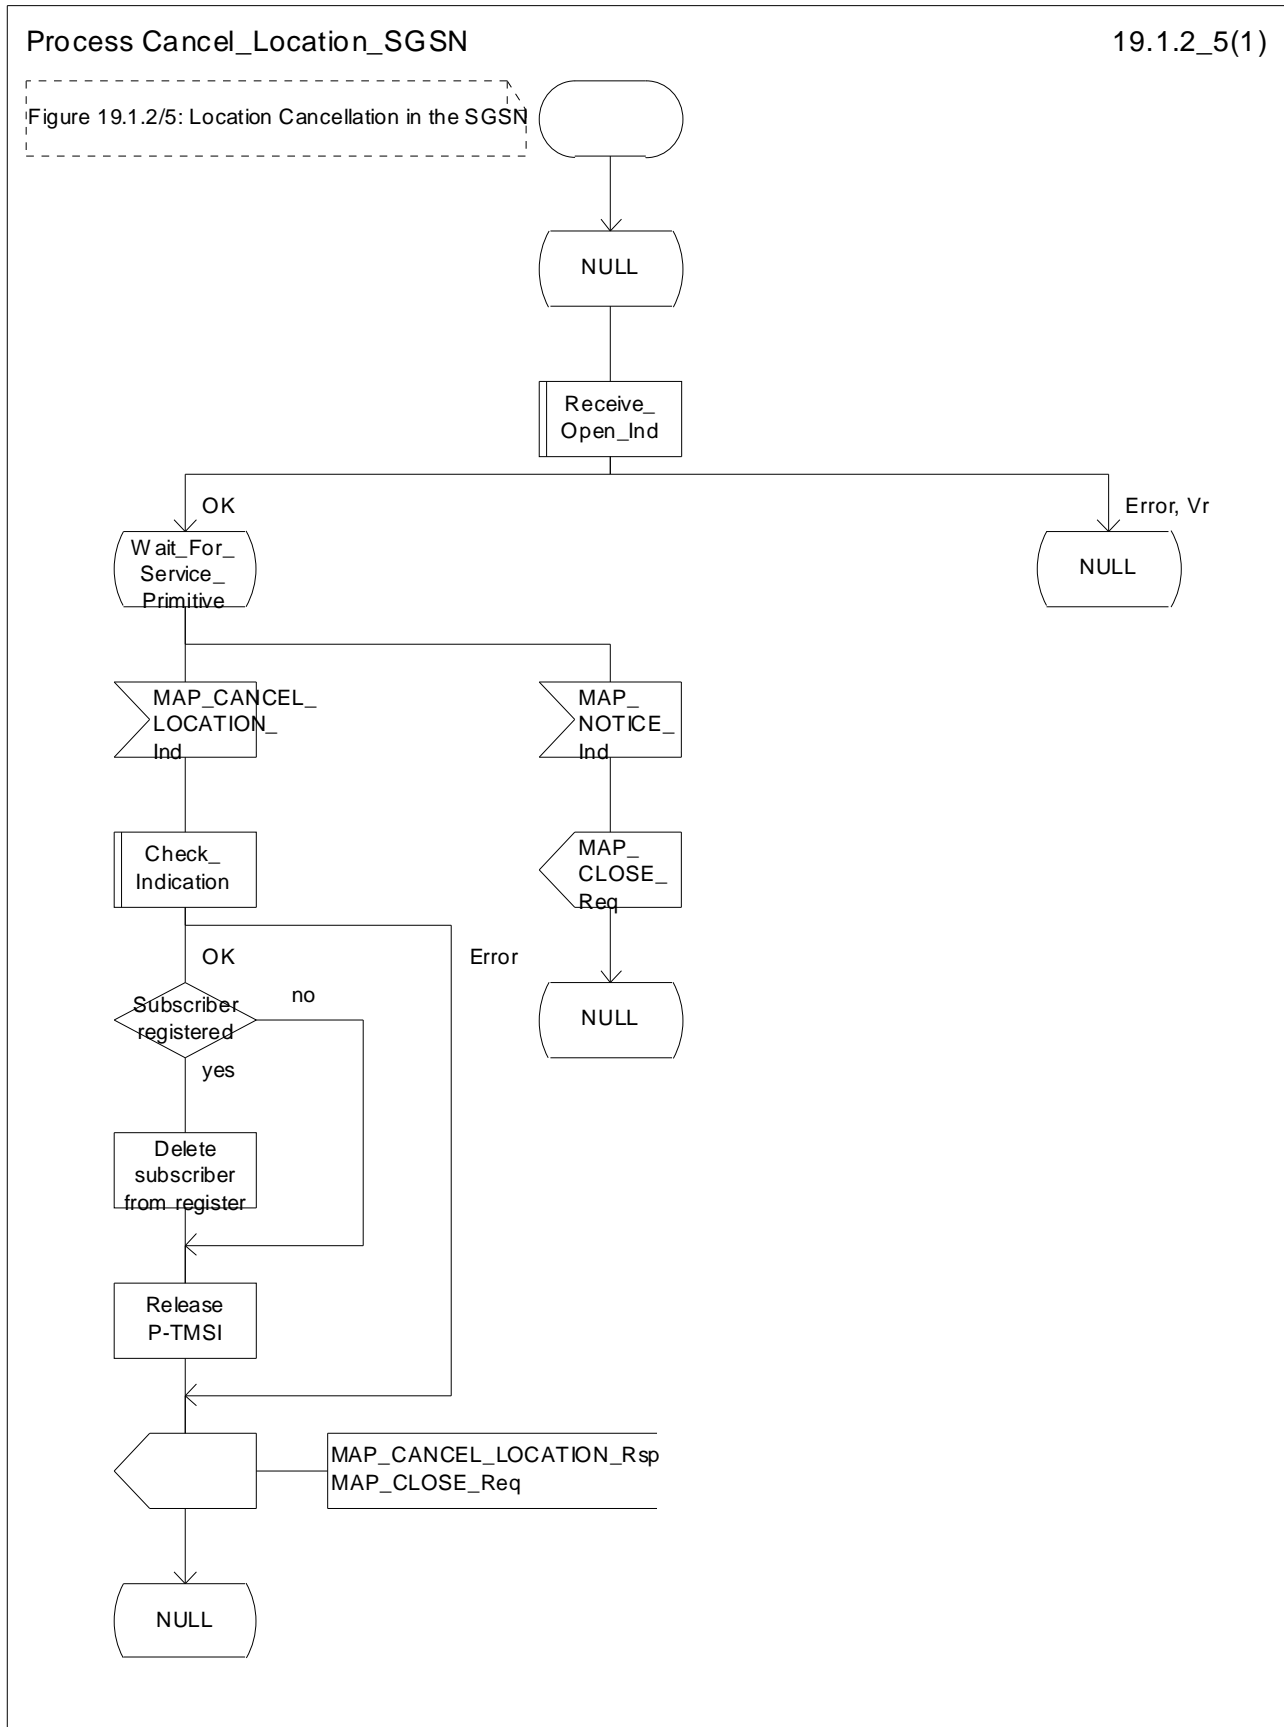 Process Cancel_Location_SGSN
19.1.2_5(1)
Figure 19.1.2/5: Location Cancellation in the SGSN
NULL
Receive_
Open_Ind
OK
Error, Vr
Wait_For_
Service_
Primitive
NULL
MAP_CANCEL_
LOCATION_
Ind
MAP_
NOTICE_
Ind
Check_
Indication
MAP_
CLOSE_
Req
OK
Error
Subscriber
registered
no
yes
NULL
Delete
subscriber
from register
Release
P-TMSI
MAP_CANCEL_LOCATION_Rsp
MAP_CLOSE_Req
NULL